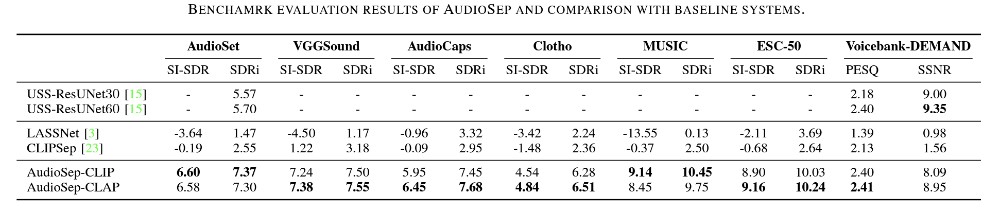 BENCHAMRK EVALUATION RESULTS OF AUDIOSEP AND COMPARISON WITH BASELINE SYSTEMS.
AudioSet VGGSound AudioCaps Clotho MUSIC ESC-50 Voicebank-DEMAND
SI-SDR SDRi SI-SDR SDRi SI-SDR SDRi SI-SDR SDRi SI-SDR SDRi SI-SDR SDRi PESQ SSNR
USS-ResUNet30 [15] - 5.57 - - - - - - - - - - 2.18 9.00
USS-ResUNet60 [15] - 5.70 - - - - - - - - - - 2.40 9.35
LASSNet [3] -3.64 1.47 -4.50 1.17 -0.96 3.32 -3.42 2.24 -13.55 0.13 -2.11 3.69 1.39 0.98
CLIPSep [23] -0.19 2.55 1.22 3.18 -0.09 2.95 -1.48 2.36 -0.37 2.50 -0.68 2.64 2.13 1.56
AudioSep-CLIP 6.60 7.37 7.24 7.50 5.95 7.45 4.54 6.28 9.14 10.45 8.90 10.03 2.40 8.09
AudioSep-CLAP 6.58 7.30 7.38 7.55 6.45 7.68 4.84 6.51 8.45 9.75 9.16 10.24 2.41 8.95